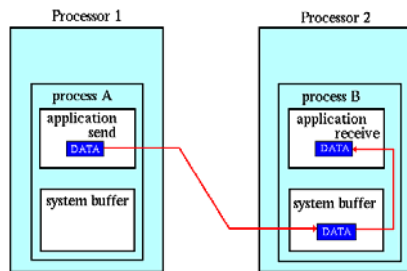 Processor 1
process A
application
send
DATA
system buffer
Processor 2
process B
application
receive
DATA
system buffer
DATA